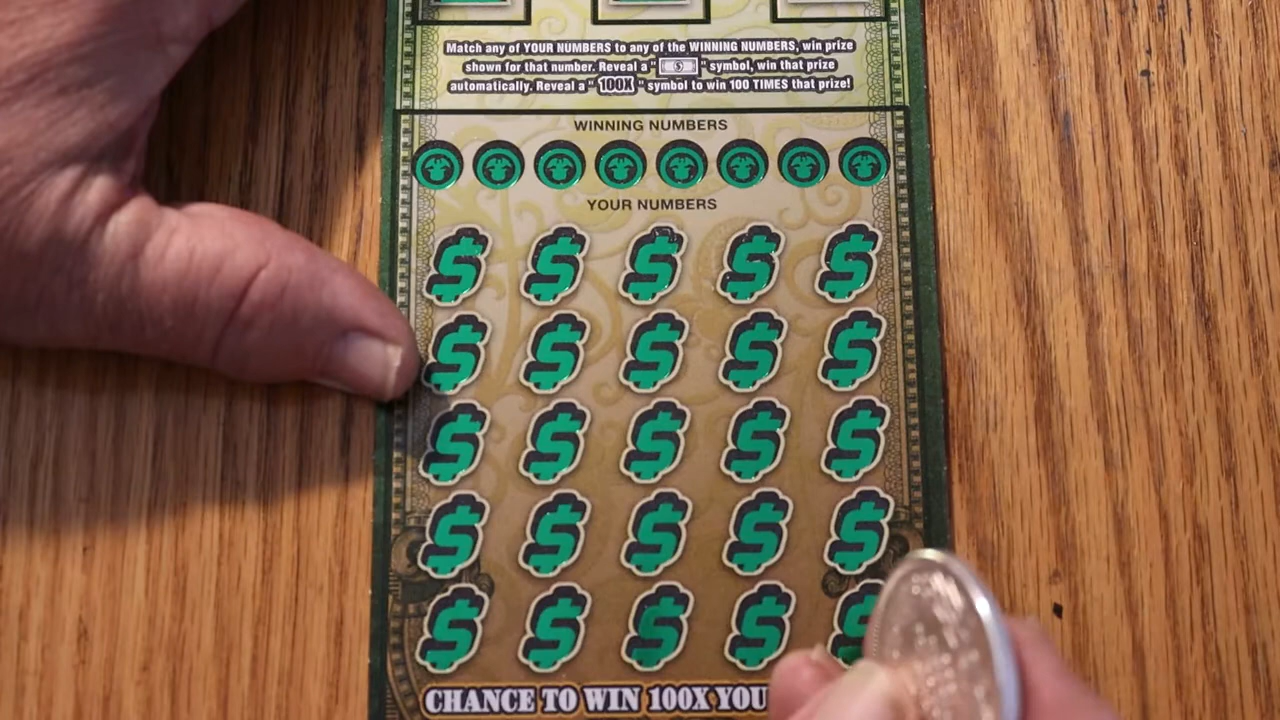 Match any of YOUR NUMBERS to any of the WINNING NUMBERS, win prize
shown for that number. Reveal a " $ " symbol, win that prize
automatically. Reveal a " 100X " symbol to win 100 TIMES that prize!
WINNING NUMBERS
YOUR NUMBERS
$ $ $ $ $
$ $ $ $ $
$ $ $ $ $
$ $ $ $ $
$ $ $ $ $
CHANCE TO WIN 100X YOU